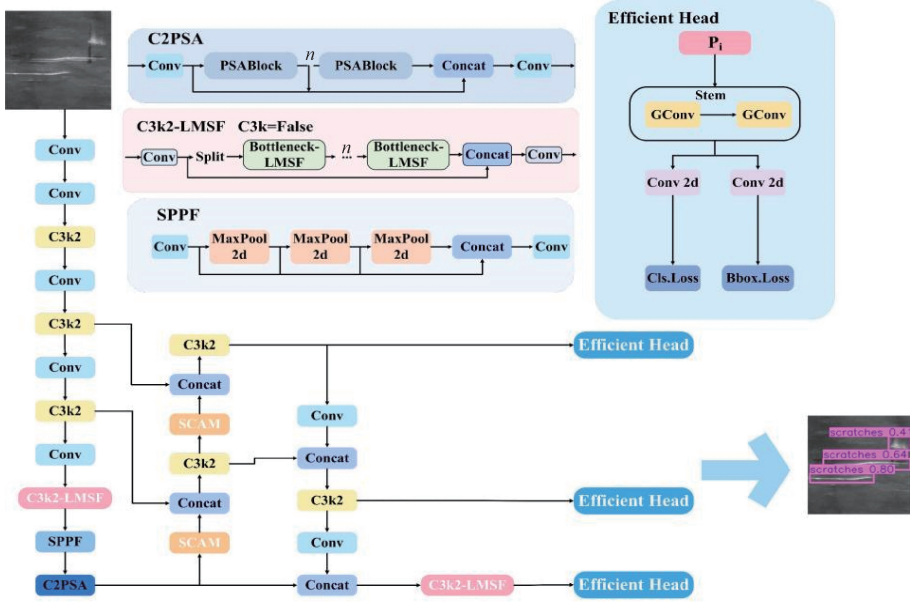 C2PSA
Conv PSABlock n PSABlock Concat Conv
C3k2-LMSF C3k=False
Conv Split Bottleneck-
LMSF n
... Bottleneck-
LMSF Concat Conv
SPPF
Conv MaxPool
2d MaxPool
2d MaxPool
2d Concat Conv
Efficient Head
Pi
Stem
GConv GConv
Conv 2d Conv 2d
Cls.Loss Bbox.Loss
Conv
Conv
C3k2
Conv
C3k2
Conv
C3k2
Conv
C3k2-LMSF
SPPF
C2PSA
C3k2
Concat
SCAM
C3k2
Concat
SCAM
Conv
Concat
C3k2
Conv
Concat
C3k2-LMSF
Efficient Head
Efficient Head
Efficient Head
scratches 0.4
scratches 0.64
scratches 0.80